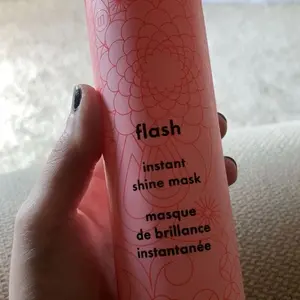 flash
instant
shine mask
masque
de brillance
instantanée